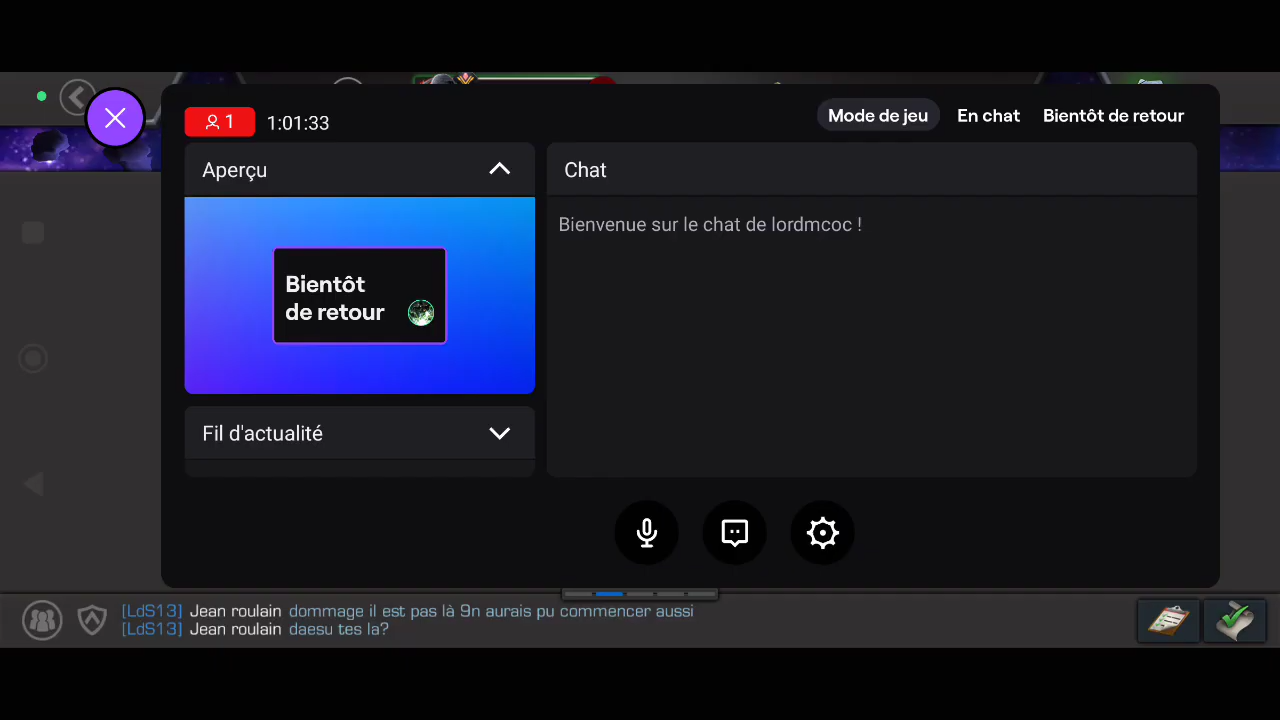 1 1:01:33
Mode de jeu En chat Bientôt de retour
Aperçu
Chat
Bienvenue sur le chat de lordmcoc !
Bientôt
de retour
Fil d'actualité
[LdS13] Jean roulain dommage il est pas là 9n aurais pu commencer aussi
[LdS13] Jean roulain daesu tes la?